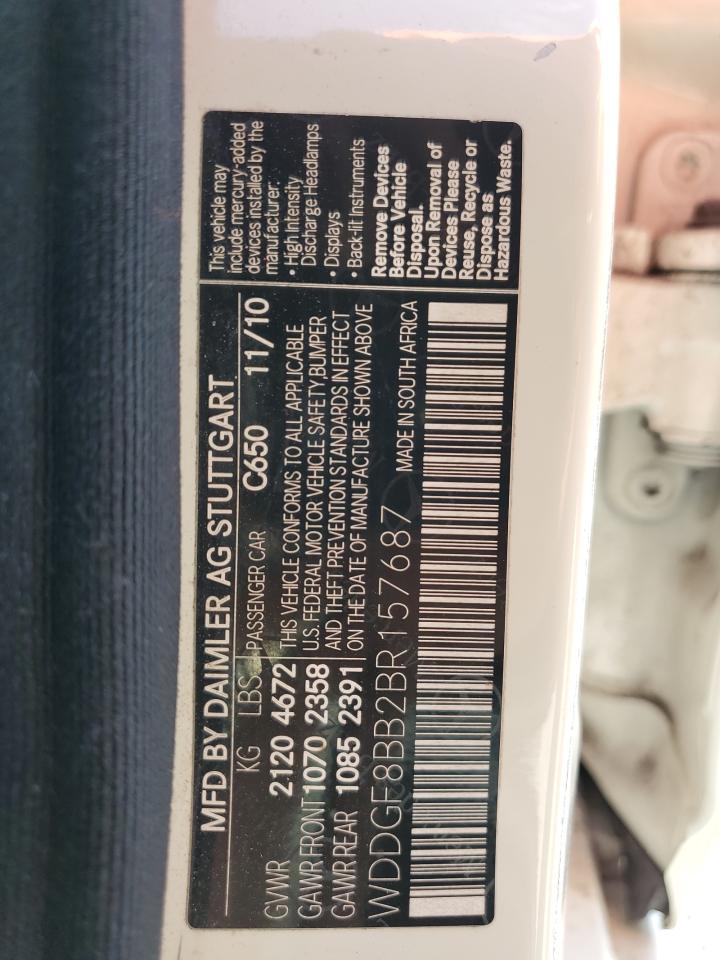 MFD BY DAIMLER AG STUTTGART
KG LBS
GVWR 2120 4672
GAWR FRONT 1070 2358
GAWR REAR 1085 2391
PASSENGER CAR C650 11/10
THIS VEHICLE CONFORMS TO ALL APPLICABLE
U.S. FEDERAL MOTOR VEHICLE SAFETY,BUMPER
AND THEFT PREVENTION STANDARDS IN EFFECT
ON THE DATE OF MANUFACTURE SHOWN ABOVE
WDDGF8BB2BR157687
MADE IN SOUTH AFRICA
This vehicle may
include mercury-added
devices installed by the
manufacturer:
• High Intensity
Discharge Headlamps
• Displays
• Back-lit Instruments
Remove Devices
Before Vehicle
Disposal.
Upon Removal of
Devices Please
Reuse, Recycle or
Dispose as
Hazardous Waste.